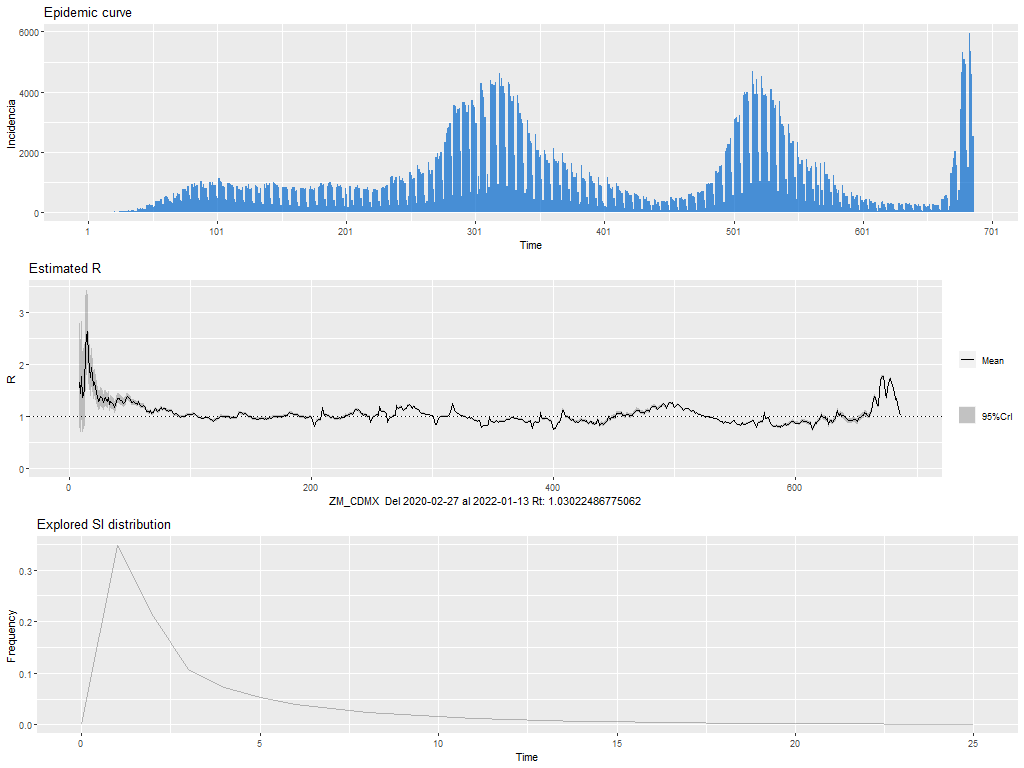 Epidemic curve
6000
4000
2000
0
Incidencia
1 101 201 301 401 501 601 701
Time
Estimated R
3
2
1
0
R
Mean
95%CrI
0 200 400 600
ZM_CDMX Del 2020-02-27 al 2022-01-13 Rt: 1.03022486775062
Explored SI distribution
0.3
0.2
0.1
0.0
Frequency
0 5 10 15 20 25
Time